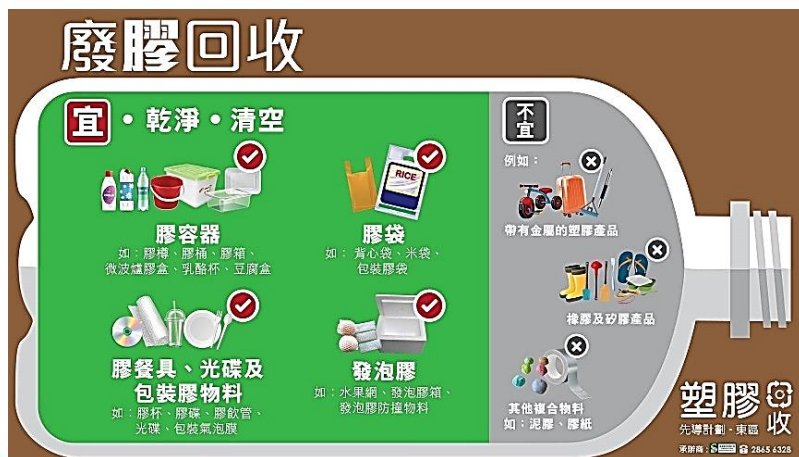 廢膠回收
宜 • 乾淨 • 清空
RICE
膠容器
如：膠樽、膠桶、膠箱、
微波爐膠盒、乳酪杯、豆腐盒
膠袋
如： 背心袋、米袋、
包裝膠袋
膠餐具、光碟及
包裝膠物料
如：膠杯、膠碟、膠飲管、
光碟、包裝氣泡膜
發泡膠
如：水果網、發泡膠箱、
發泡膠防撞物料
不宜
例如：
帶有金屬的塑膠產品
橡膠及矽膠產品
其他複合物料
如：泥膠、膠紙
塑膠回收
先導計劃 - 東區
承辦商：
2865 6328